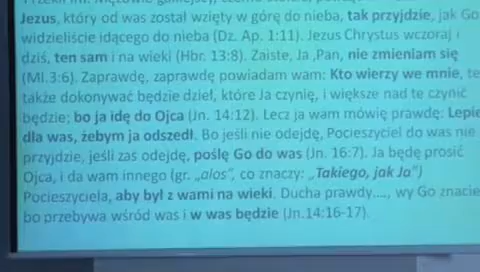 Jezus, który od was został wzięty w górę do nieba, tak przyjdzie, jak Go
widzieliście idącego do nieba (Dz. Ap. 1:11). Jezus Chrystus wczoraj i
dziś, ten sam i na wieki (Hbr. 13:8). Zaiste, Ja ,Pan, nie zmieniam się
(Ml.3:6). Zaprawdę, zaprawdę powiadam wam: Kto wierzy we mnie, te
także dokonywać będzie dzieł, które Ja czynię, i większe nad te czynić
będzie; bo ja idę do Ojca (Jn. 14:12). Lecz ja wam mówię prawdę: Lepie
dla was, żebym ja odszedł. Bo jeśli nie odejdę, Pocieszyciel do was nie
przyjdzie, jeśli zaś odejdę, poślę Go do was (Jn. 16:7). Ja będę prosić
Ojca, i da wam innego (gr. „alos”, co znaczy: „Takiego, jak Ja”)
Pocieszyciela, aby był z wami na wieki. Ducha prawdy...., wy Go znacie
bo przebywa wśród was i w was będzie (Jn.14:16-17).